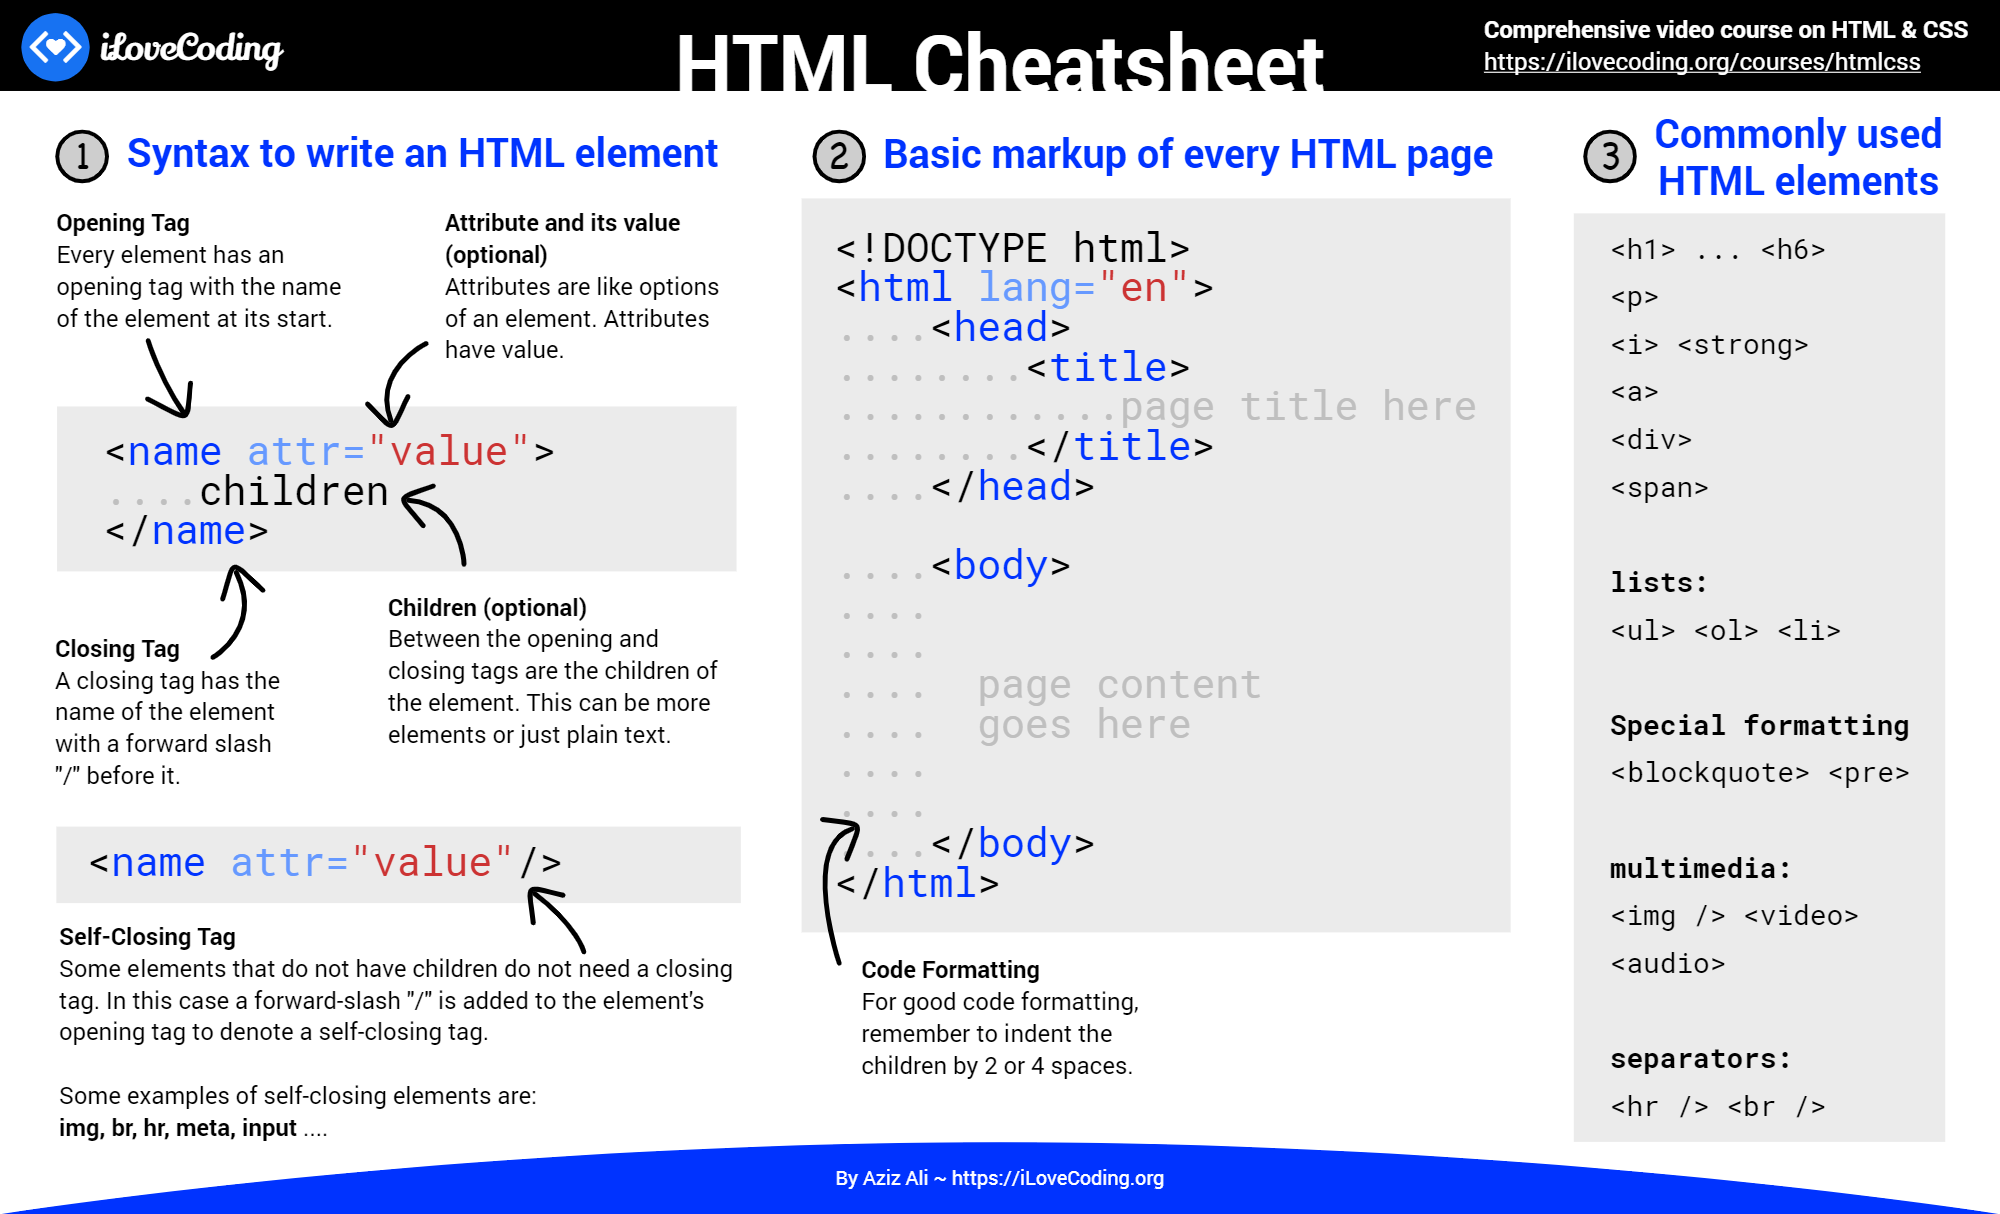 iLoveCoding
HTML Cheatsheet
Comprehensive video course on HTML & CSS
https://ilovecoding.org/courses/htmlcss
1 Syntax to write an HTML element
Opening Tag
Every element has an
opening tag with the name
of the element at its start.
Attribute and its value
(optional)
Attributes are like options
of an element. Attributes
have value.
<name attr="value">
....children
</name>
Closing Tag
A closing tag has the
name of the element
with a forward slash
"/" before it.
Children (optional)
Between the opening and
closing tags are the children of
the element. This can be more
elements or just plain text.
<name attr="value"/>
Self-Closing Tag
Some elements that do not have children do not need a closing
tag. In this case a forward-slash "/" is added to the element's
opening tag to denote a self-closing tag.
Some examples of self-closing elements are:
img, br, hr, meta, input ....
2 Basic markup of every HTML page
<!DOCTYPE html>
<html lang="en">
....<head>
........<title>
............page title here
........</title>
....</head>
....<body>
....
....
.... page content
.... goes here
....
....
....</body>
</html>
Code Formatting
For good code formatting,
remember to indent the
children by 2 or 4 spaces.
3 Commonly used
HTML elements
<h1> ... <h6>
<p>
<i> <strong>
<a>
<div>
<span>
lists:
<ul> <ol> <li>
Special formatting
<blockquote> <pre>
multimedia:
<img /> <video>
<audio>
separators:
<hr /> <br />
By Aziz Ali ~ https://iLoveCoding.org